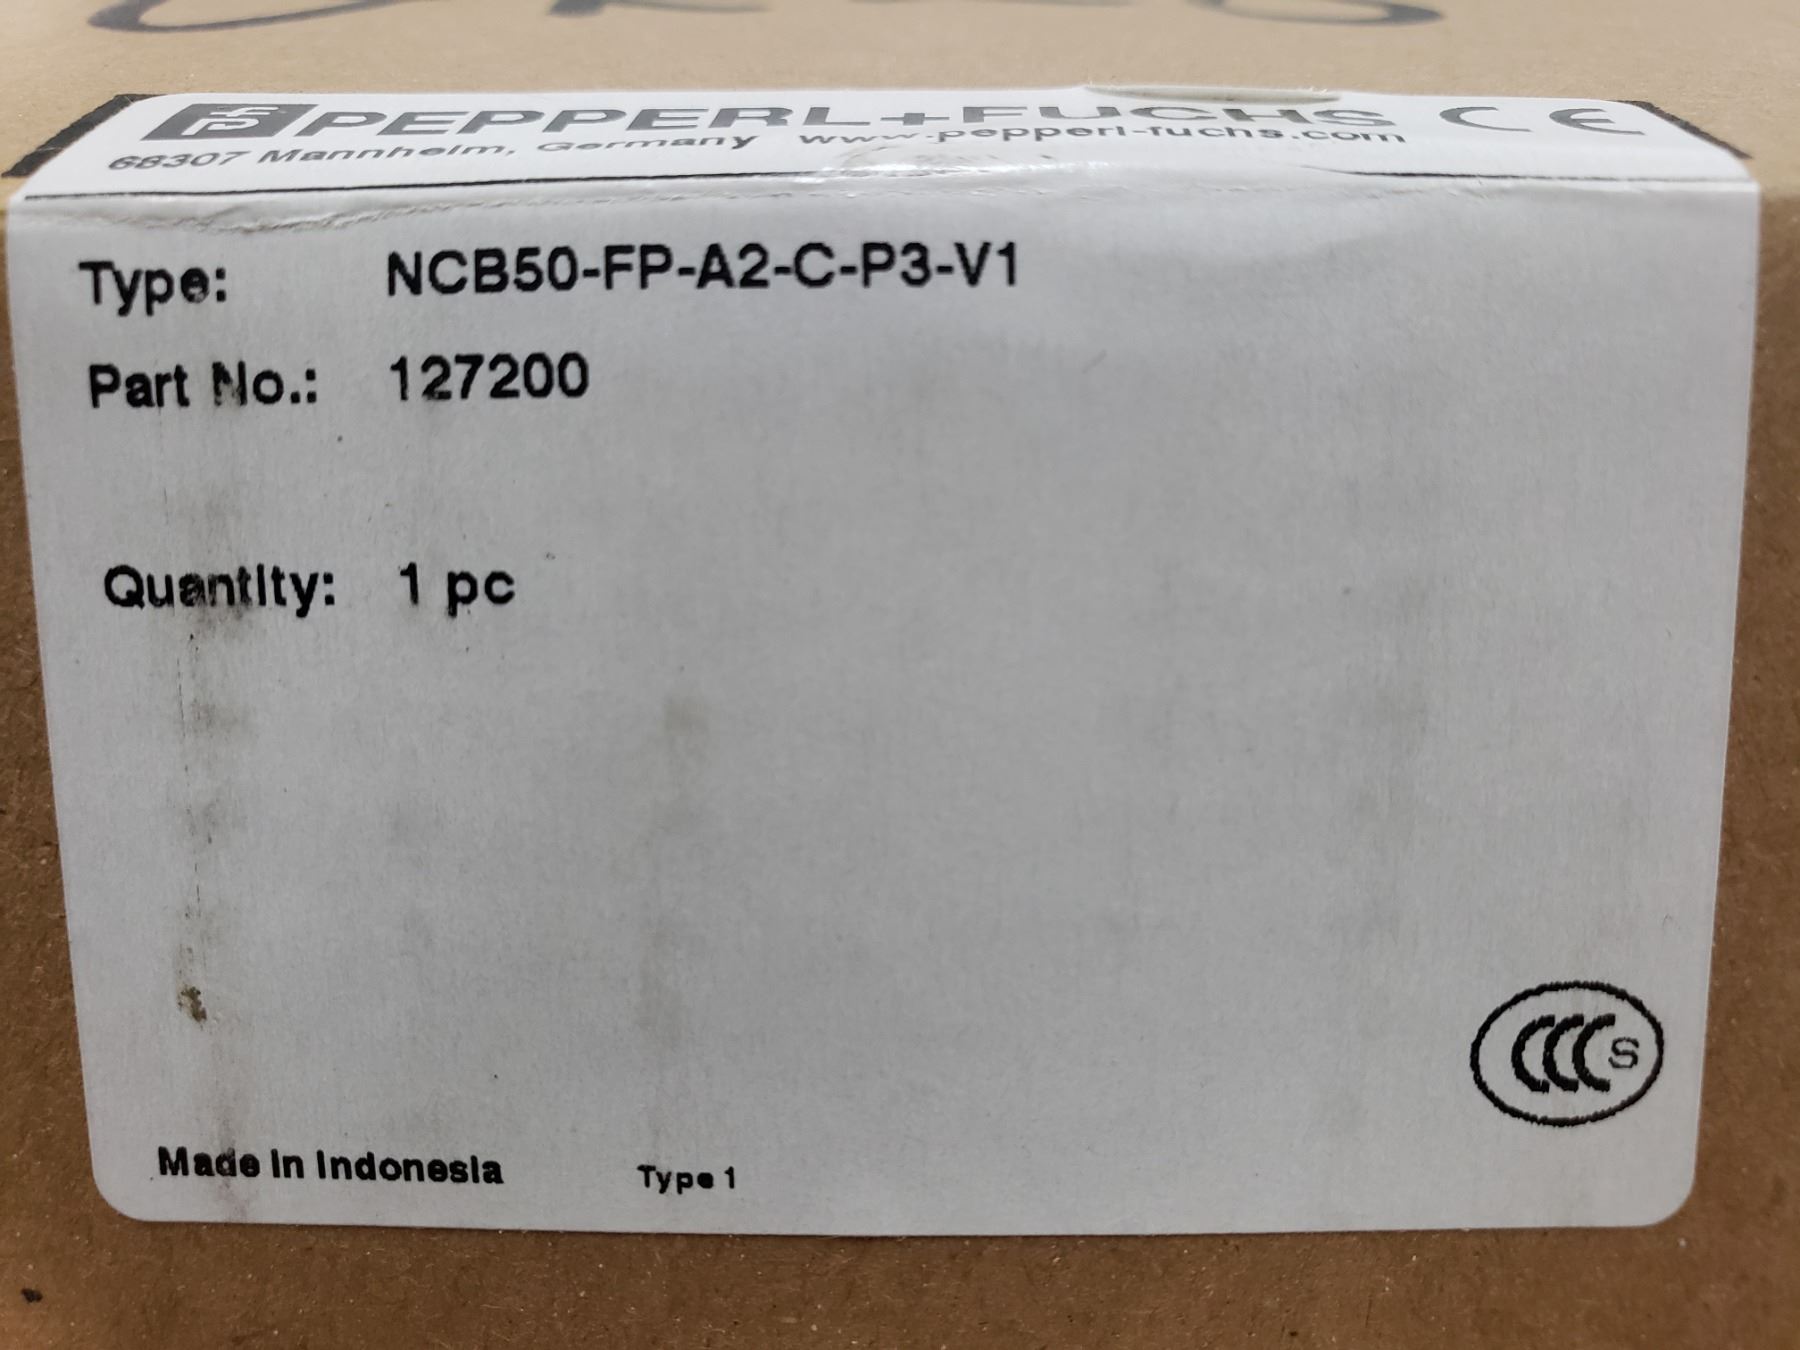 PEPPERL+FUCHS CE
68307 Mannheim, Germany www.pepperl-fuchs.com
Type: NCB50-FP-A2-C-P3-V1
Part No.: 127200
Quantity: 1 pc
CCC S
Made in Indonesia Type 1